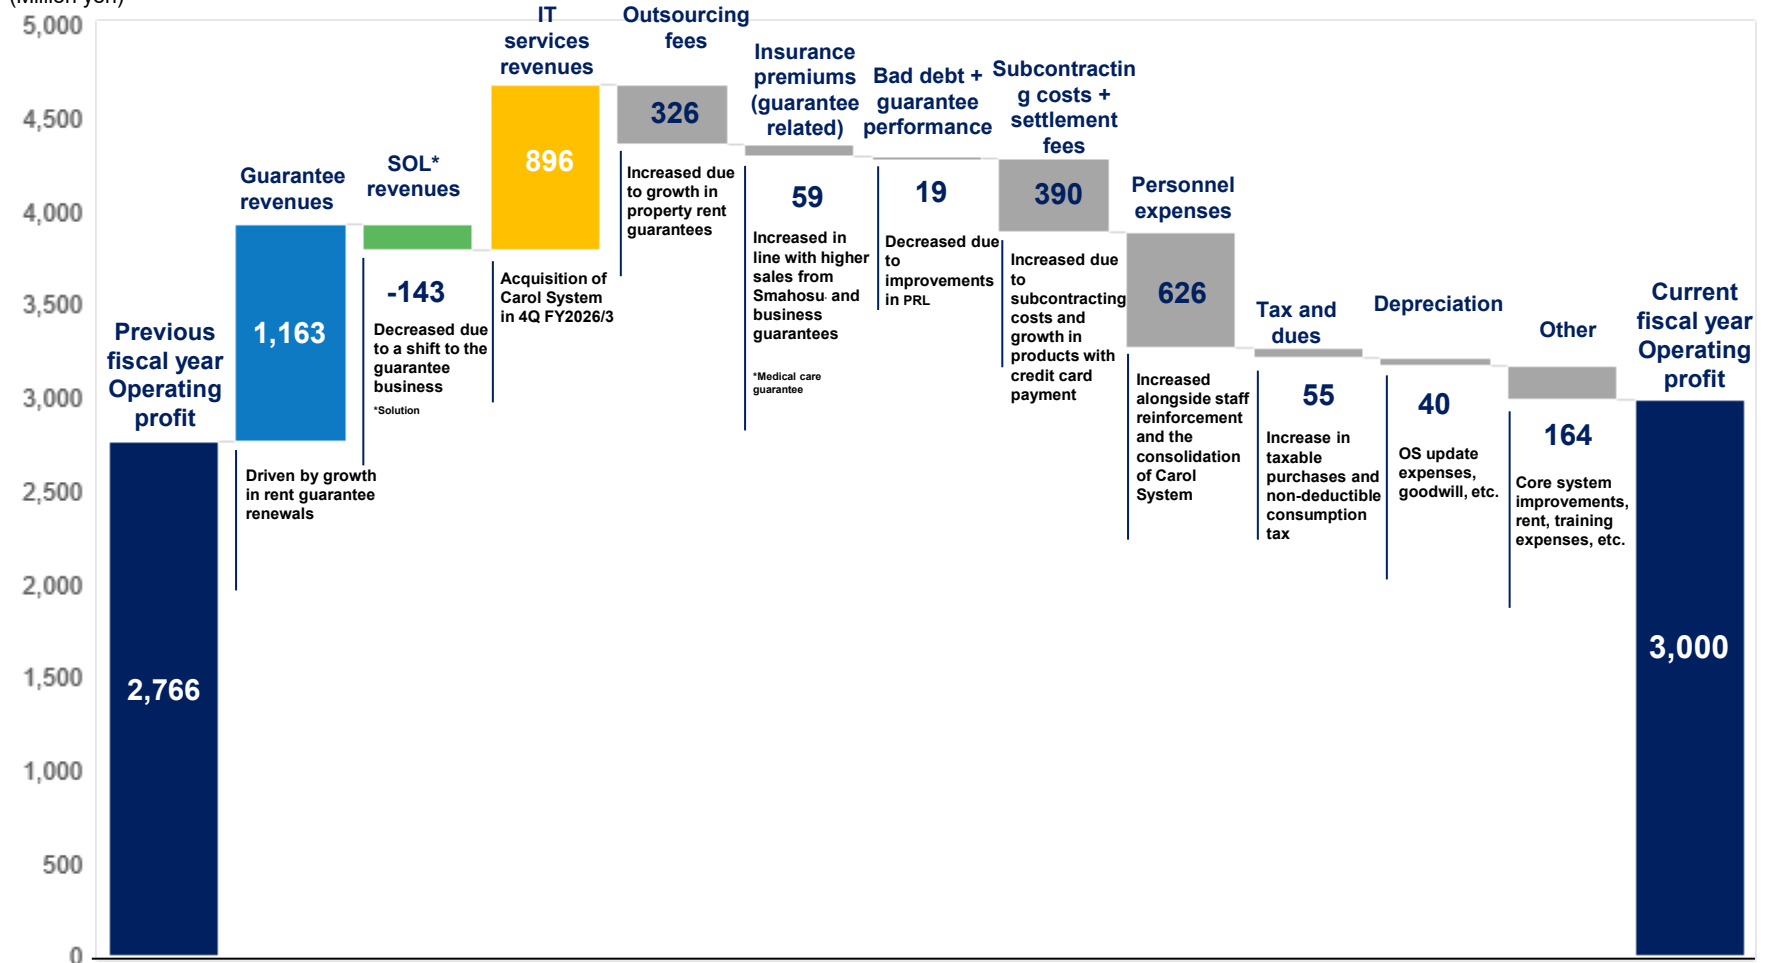 (Million yen)
5,000
4,500
4,000
3,500
3,000
2,500
2,000
1,500
1,000
500
0
Previous
fiscal year
Operating
profit
2,766
Guarantee
revenues
1,163
Driven by growth
in rent guarantee
renewals
SOL*
revenues
-143
Decreased due
to a shift to the
guarantee
business
*Solution
IT
services
revenues
896
Acquisition of
Carol System
in 4Q FY2026/3
Outsourcing
fees
326
Increased due
to growth in
property rent
guarantees
Insurance
premiums
(guarantee
related)
59
Increased in
line with higher
sales from
Smahosu* and
business
guarantees
*Medical care
guarantee
Bad debt +
guarantee
performance
19
Decreased due
to
improvements
in PRL
Subcontractin
g costs +
settlement
fees
390
Increased due
to
subcontracting
costs and
growth in
products with
credit card
payment
Personnel
expenses
626
Increased
alongside staff
reinforcement
and the
consolidation
of Carol
System
Tax and
dues
55
Increase in
taxable
purchases and
non-deductible
consumption
tax
Depreciation
40
OS update
expenses,
goodwill, etc.
Other
164
Core system
improvements,
rent, training
expenses, etc.
Current
fiscal year
Operating
profit
3,000